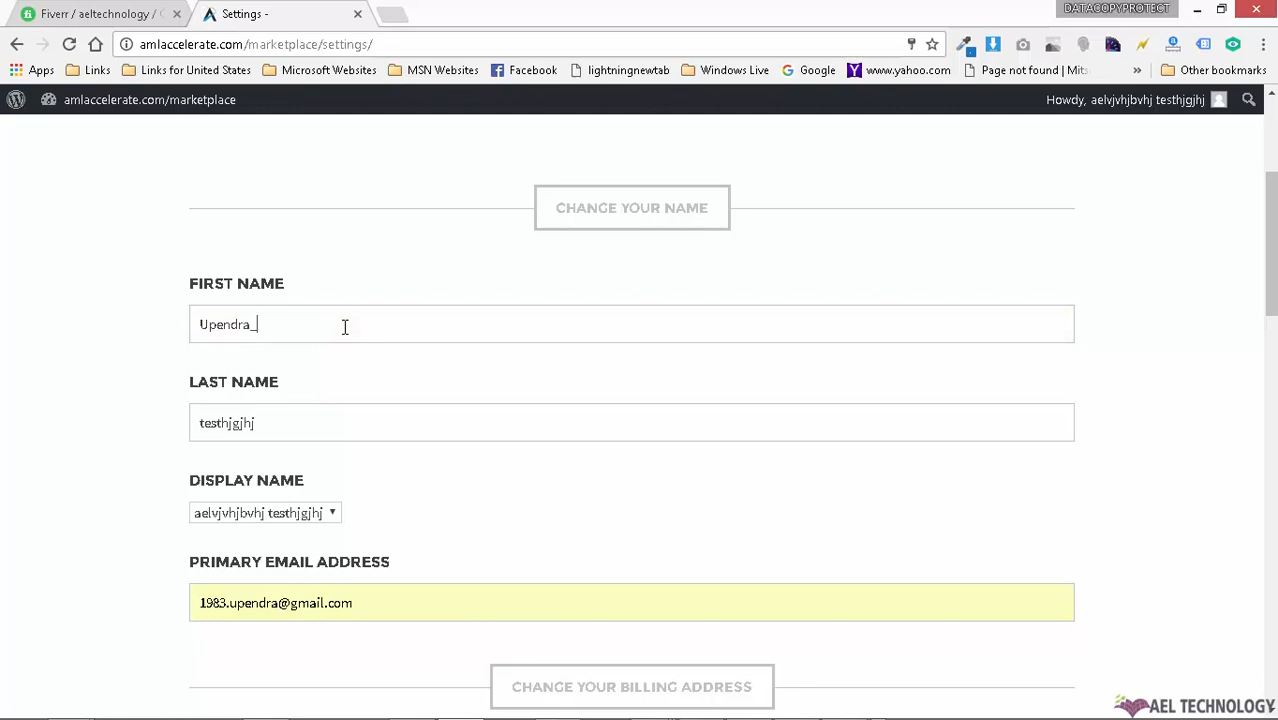 Fiverr / aeltechnology /
Settings -
DATACOPYPROTECT
amlaccelerate.com/marketplace/settings/
Apps Links Links for United States Microsoft Websites MSN Websites Facebook lightningnewtab Windows Live Google www.yahoo.com Page not found | Mits » Other bookmarks
amlaccelerate.com/marketplace
Howdy, aelvjvhjbvhj testhjgjhj
CHANGE YOUR NAME
FIRST NAME
Upendra_
LAST NAME
testhjgjhj
DISPLAY NAME
aelvjvhjbvhj testhjgjhj
PRIMARY EMAIL ADDRESS
1983.upendra@gmail.com
CHANGE YOUR BILLING ADDRESS
AEL TECHNOLOGY